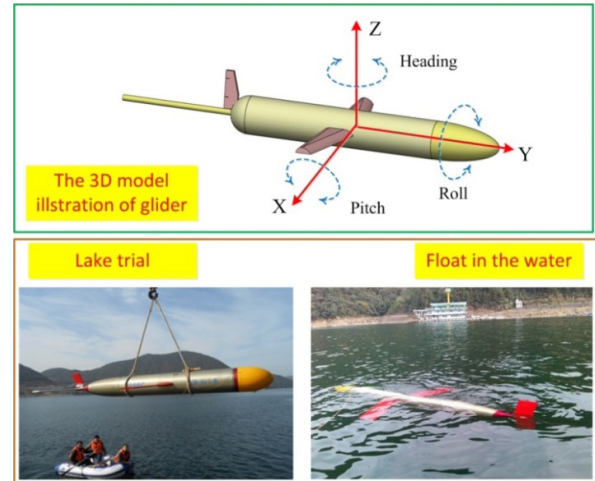 Z
Heading
Y
Roll
X
Pitch
The 3D model
illstration of glider
Lake trial
Float in the water